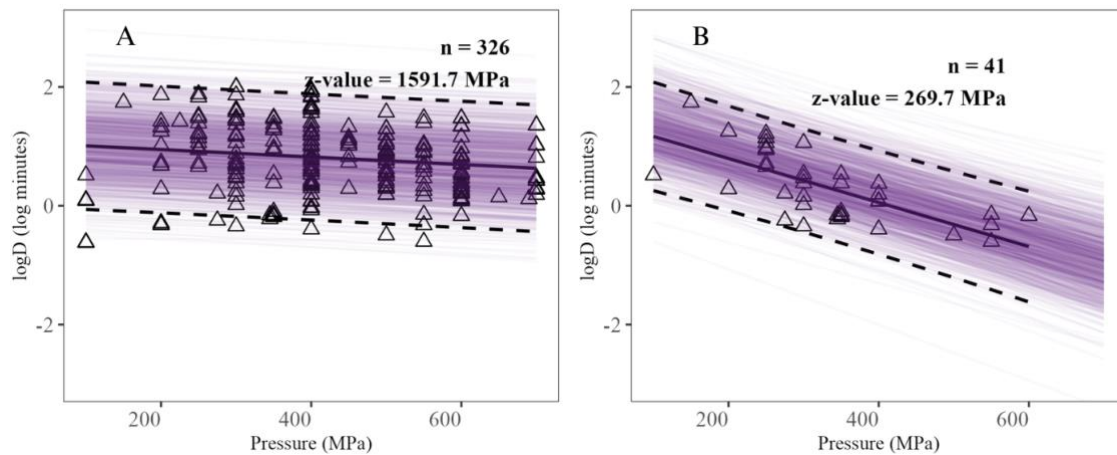 A
n = 326
z-value = 1591.7 MPa
2
0
-2
logD (log minutes)
200
400
600
Pressure (MPa)
B
n = 41
z-value = 269.7 MPa
2
0
-2
logD (log minutes)
200
400
600
Pressure (MPa)